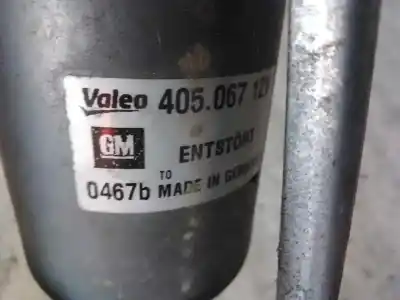 Valeo 405.067 12V
GM ENTSTÖRT
0467b TO MADE IN GERMANY